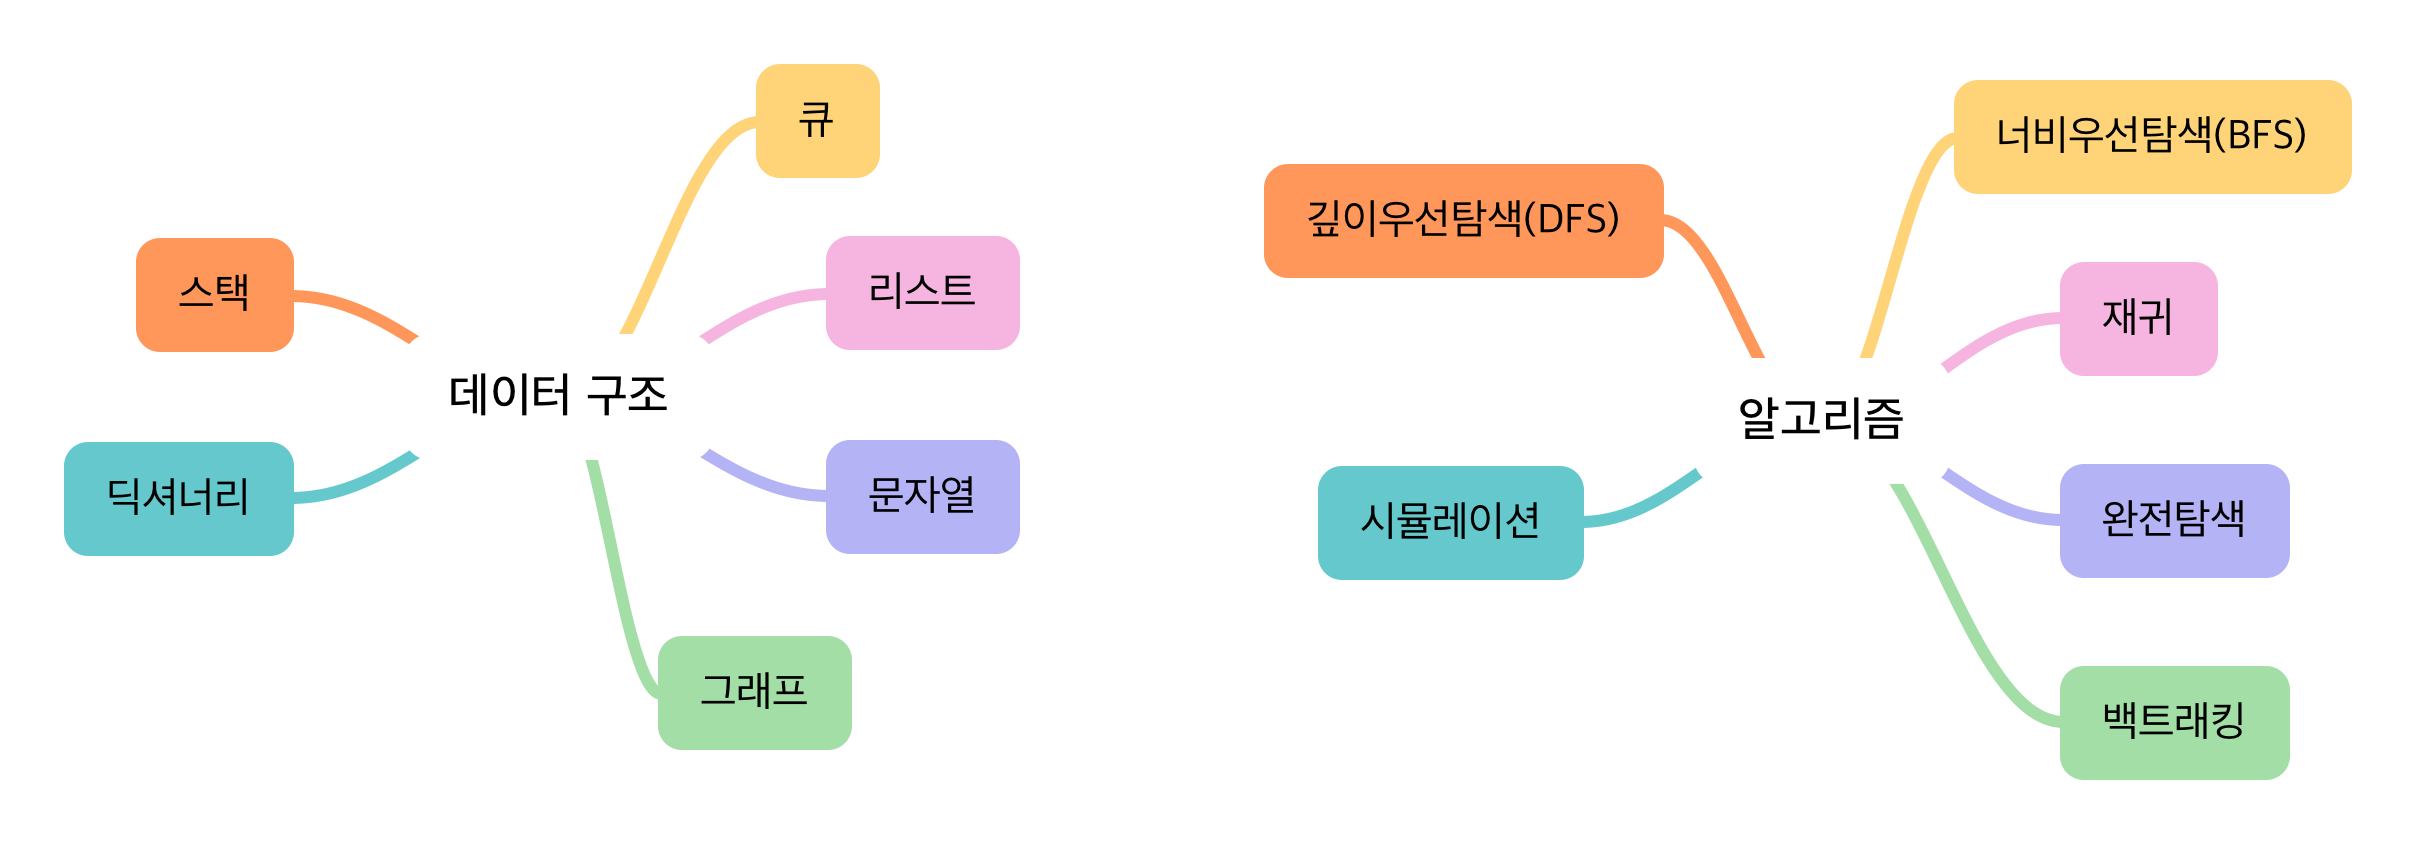 큐
스택
리스트
데이터 구조
딕셔너리
문자열
그래프
너비우선탐색(BFS)
깊이우선탐색(DFS)
재귀
알고리즘
시뮬레이션
완전탐색
백트래킹